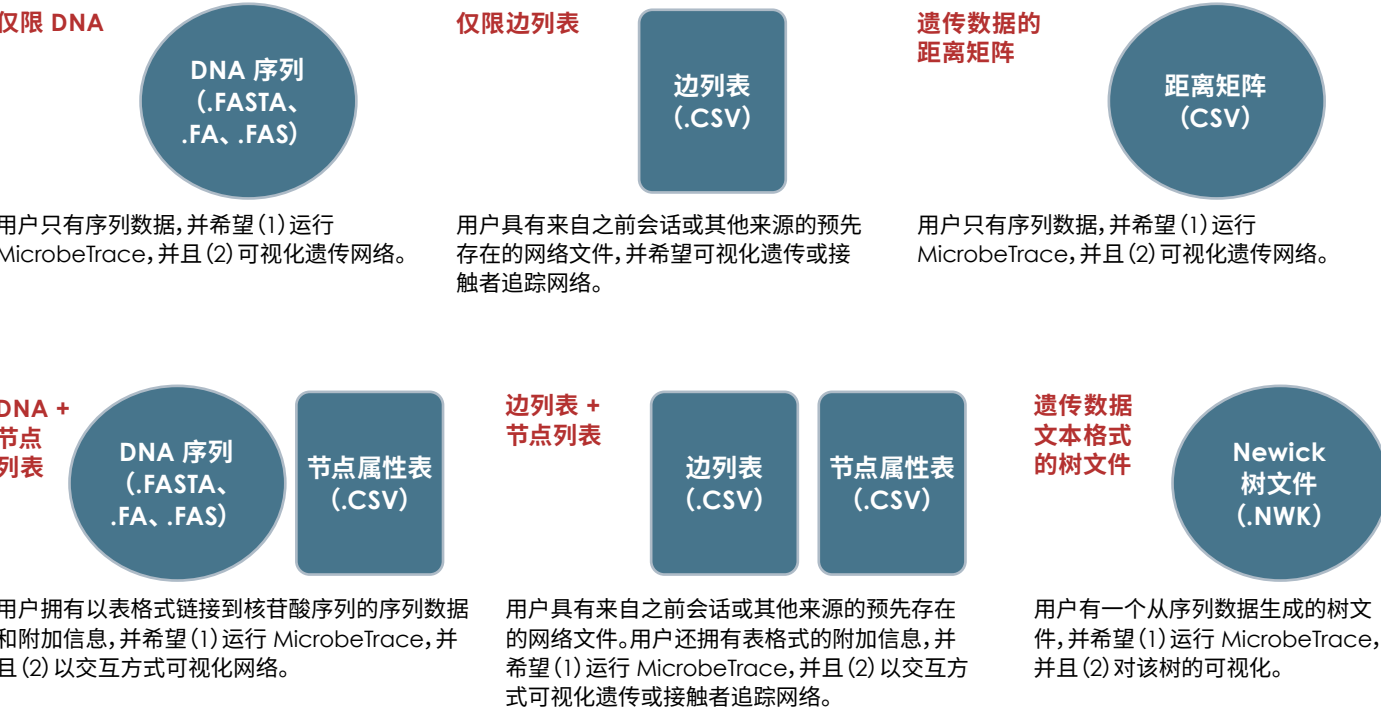 仅限 DNA
DNA 序列
（.FASTA、
.FA、.FAS）
用户只有序列数据，并希望（1）运行
MicrobeTrace，并且（2）可视化遗传网络。
仅限边列表
边列表
（.CSV）
用户具有来自之前会话或其他来源的预先
存在的网络文件，并希望可视化遗传或接
触者追踪网络。
遗传数据的
距离矩阵
距离矩阵
（CSV）
用户只有序列数据，并希望（1）运行
MicrobeTrace，并且（2）可视化遗传网络。
DNA +
节点
列表
DNA 序列
（.FASTA、
.FA、.FAS）
节点属性表
（.CSV）
用户拥有以表格式链接到核苷酸序列的序列数据
和附加信息，并希望（1）运行 MicrobeTrace，并
且（2）以交互方式可视化网络。
边列表 +
节点列表
边列表
（.CSV）
节点属性表
（.CSV）
用户具有来自之前会话或其他来源的预先存在
的网络文件。用户还拥有表格式的附加信息，并
希望（1）运行 MicrobeTrace，并且（2）以交互方
式可视化遗传或接触者追踪网络。
遗传数据
文本格式
的树文件
Newick
树文件
（.NWK）
用户有一个从序列数据生成的树文
件，并希望（1）运行 MicrobeTrace，
并且（2）对该树的可视化。